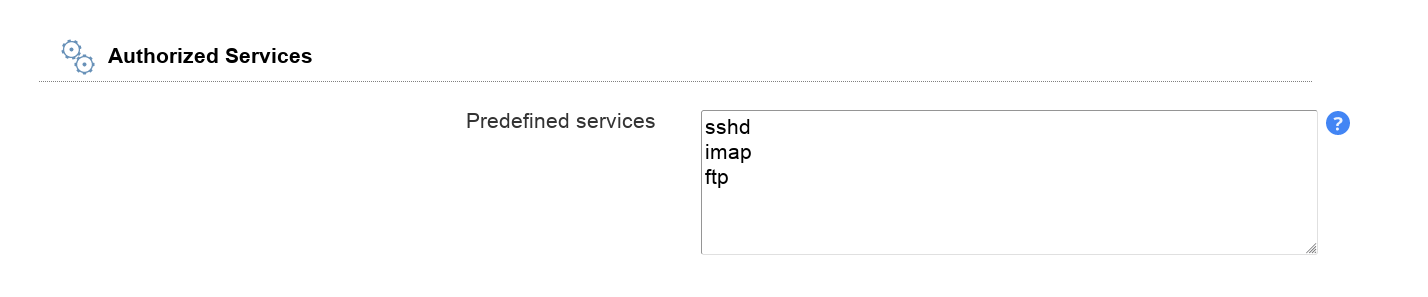 Authorized Services
Predefined services
sshd
imap
ftp
?